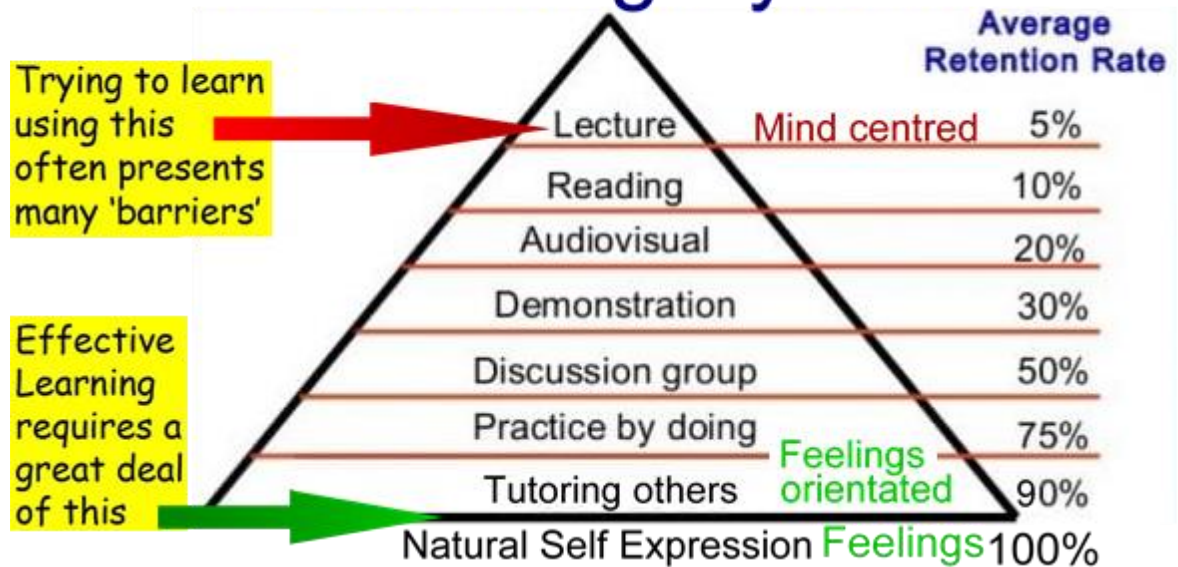 Average
Retention Rate
Trying to learn
using this
often presents
many 'barriers'
Lecture Mind centred 5%
Reading 10%
Audiovisual 20%
Demonstration 30%
Effective
Learning
requires a
great deal
of this
Discussion group 50%
Practice by doing 75%
Feelings
Tutoring others orientated 90%
Natural Self Expression Feelings 100%